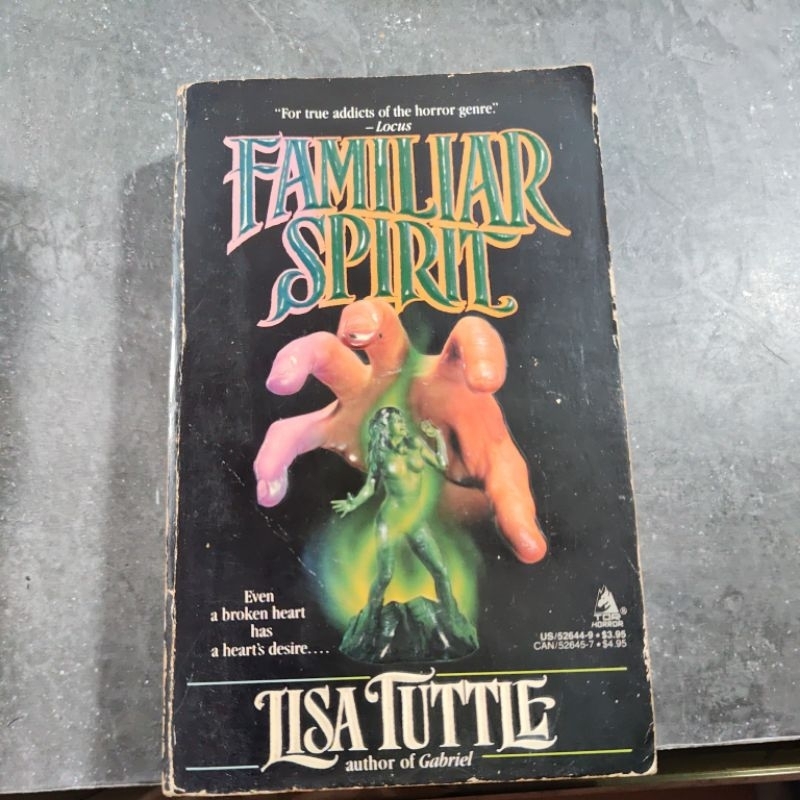 "For true addicts of the horror genre."
– Locus
FAMILIAR
SPIRIT
Even
a broken heart
has
a heart's desire....
TOR®
HORROR
US/52644-9 • $3.95
CAN/52645-7 • $4.95
LISA TUTTLE
author of Gabriel